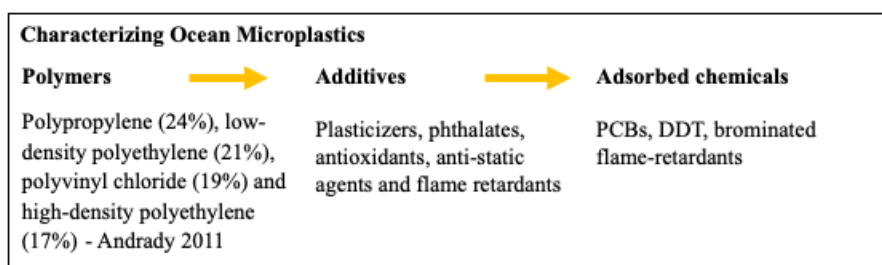 Characterizing Ocean Microplastics
Polymers
Polypropylene (24%), low-
density polyethylene (21%),
polyvinyl chloride (19%) and
high-density polyethylene
(17%) - Andrady 2011
Additives
Plasticizers, phthalates,
antioxidants, anti-static
agents and flame retardants
Adsorbed chemicals
PCBs, DDT, brominated
flame-retardants